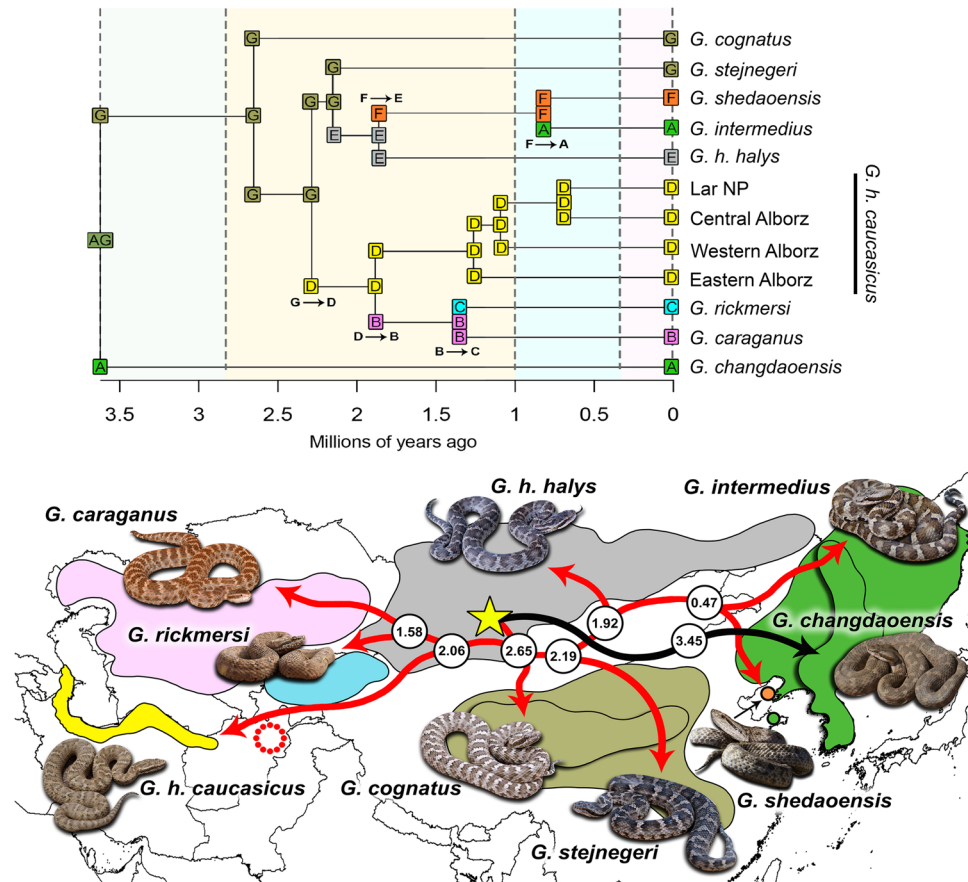 G G G. cognatus
G G. stejnegeri
F → E
G G F F F G. shedaoensis
G G F A A G. intermedius
F → A
G E E
E E G. h. halys
D D Lar NP
G G D D
D D D D Central Alborz
AG D D D Western Alborz
D D Eastern Alborz
D D
G → D
C C G. rickmersi
B B
D → B
B B G. caraganus
B → C
A A G. changdaoensis
G. h. caucasicus
3.5 3 2.5 2 1.5 1 0.5 0
Millions of years ago
G. h. halys
G. intermedius
G. caraganus
0.47
G. changdaoensis
1.92
G. rickmersi
1.58
3.45
2.06 2.65 2.19
G. h. caucasicus
G. cognatus
G. shedaoensis
G. stejnegeri